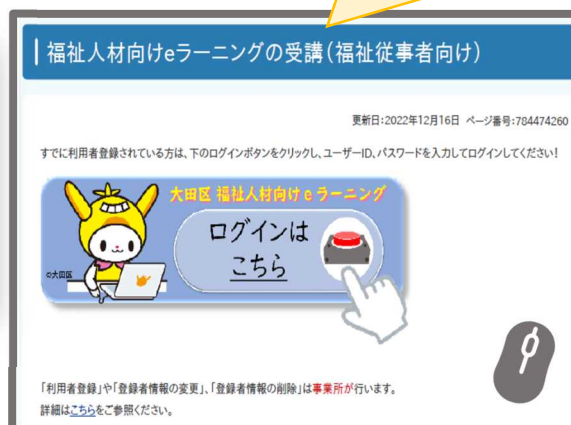 福祉人材向けeラーニングの受講(福祉従事者向け)
更新日:2022年12月16日 ページ番号:784474260
すでに利用者登録されている方は、下のログインボタンをクリックし、ユーザーID、パスワードを入力してログインしてください!
大田区 福祉人材向けeラーニング
ログインは
こちら
©大田区
「利用者登録」や「登録者情報の変更」、「登録者情報の削除」は事業所が行います。
詳細はこちらをご参照ください。